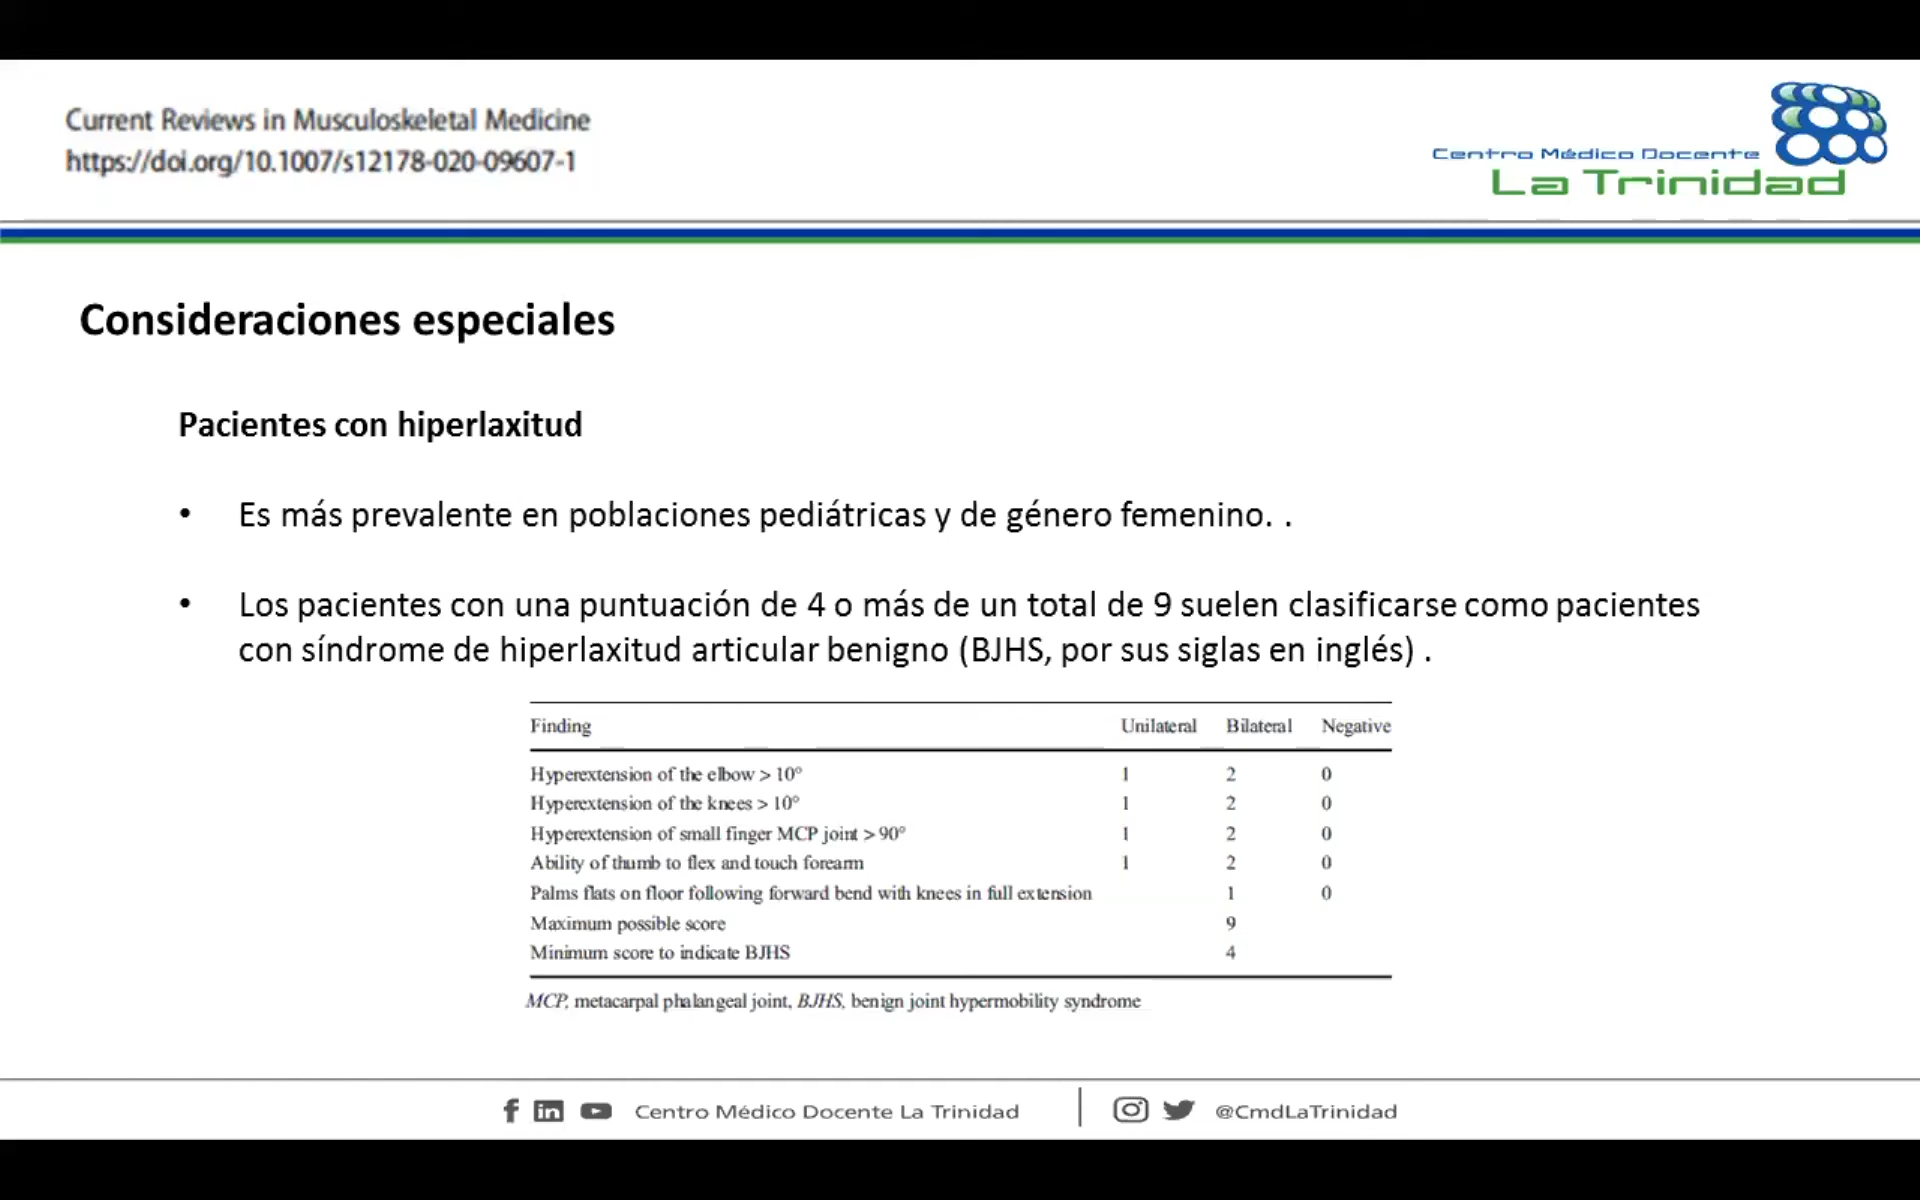 Current Reviews in Musculoskeletal Medicine
https://doi.org/10.1007/s12178-020-09607-1
Centro Médico Docente
La Trinidad
Consideraciones especiales
Pacientes con hiperlaxitud
• Es más prevalente en poblaciones pediátricas y de género femenino. .
• Los pacientes con una puntuación de 4 o más de un total de 9 suelen clasificarse como pacientes
con síndrome de hiperlaxitud articular benigno (BJHS, por sus siglas en inglés) .
Finding Unilateral Bilateral Negative
Hyperextension of the elbow > 10° 1 2 0
Hyperextension of the knees > 10° 1 2 0
Hyperextension of small finger MCP joint > 90° 1 2 0
Ability of thumb to flex and touch forearm 1 2 0
Palms flats on floor following forward bend with knees in full extension 1 0
Maximum possible score 9
Minimum score to indicate BJHS 4
MCP, metacarpal phalangeal joint, BJHS, benign joint hypermobility syndrome
Centro Médico Docente La Trinidad @CmdLaTrinidad